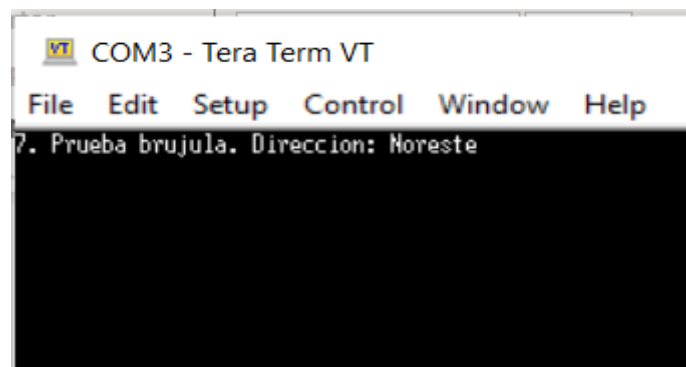 COM3 - Tera Term VT
File Edit Setup Control Window Help
7. Prueba brujula. Direccion: Noreste